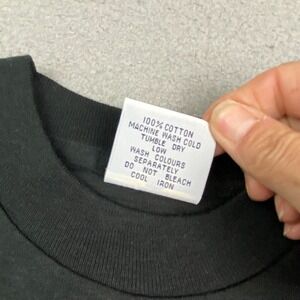 100% COTTON
MACHINE WASH COLD
TUMBLE DRY
LOW
WASH COLOURS
SEPARATELY
DO NOT BLEACH
COOL IRON